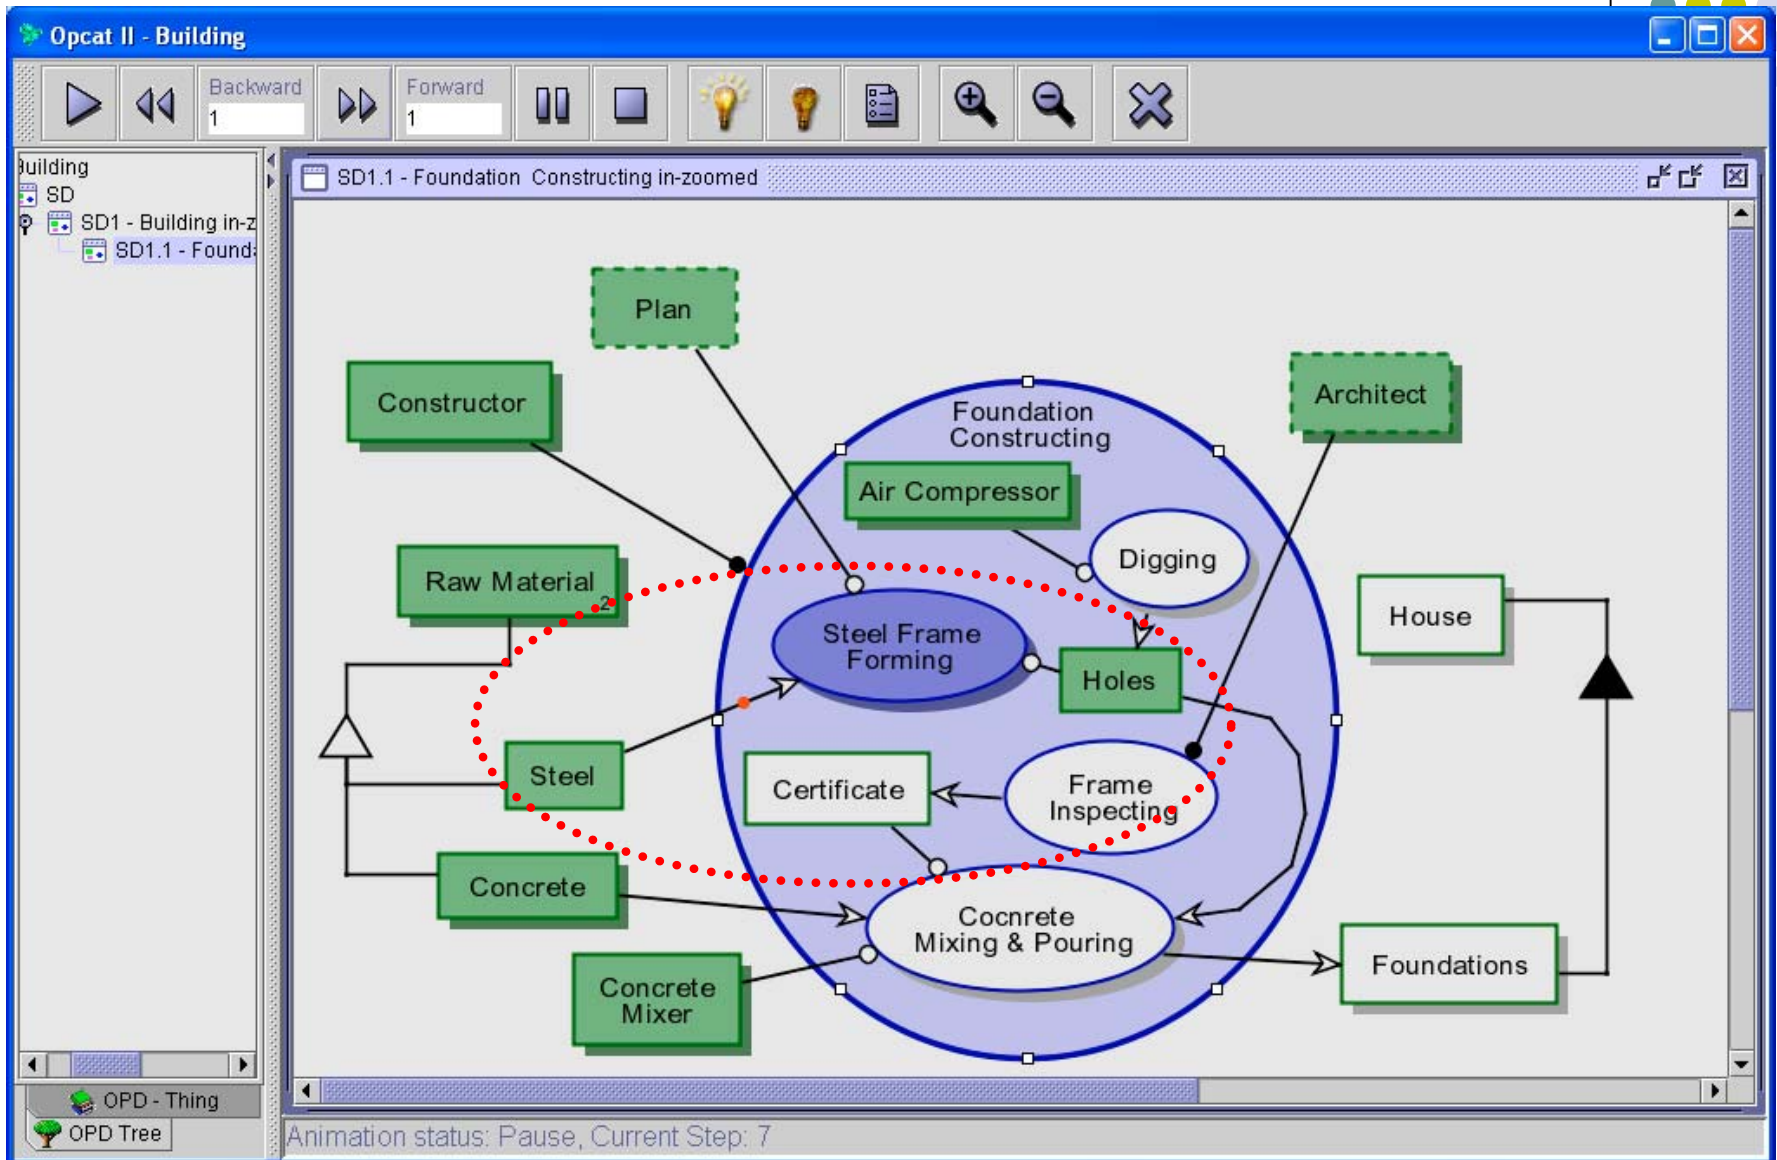 Opcat II - Building
Backward
1
Forward
1
Building
SD
SD1 - Building in-z
SD1.1 - Found
SD1.1 - Foundation Constructing in-zoomed
Plan
Constructor
Architect
Foundation
Constructing
Air Compressor
Digging
Raw Material
2
House
Steel Frame
Forming
Holes
Steel
Certificate
Frame
Inspecting
Concrete
Cocnrete
Mixing & Pouring
Foundations
Concrete
Mixer
OPD - Thing
OPD Tree
Animation status: Pause, Current Step: 7